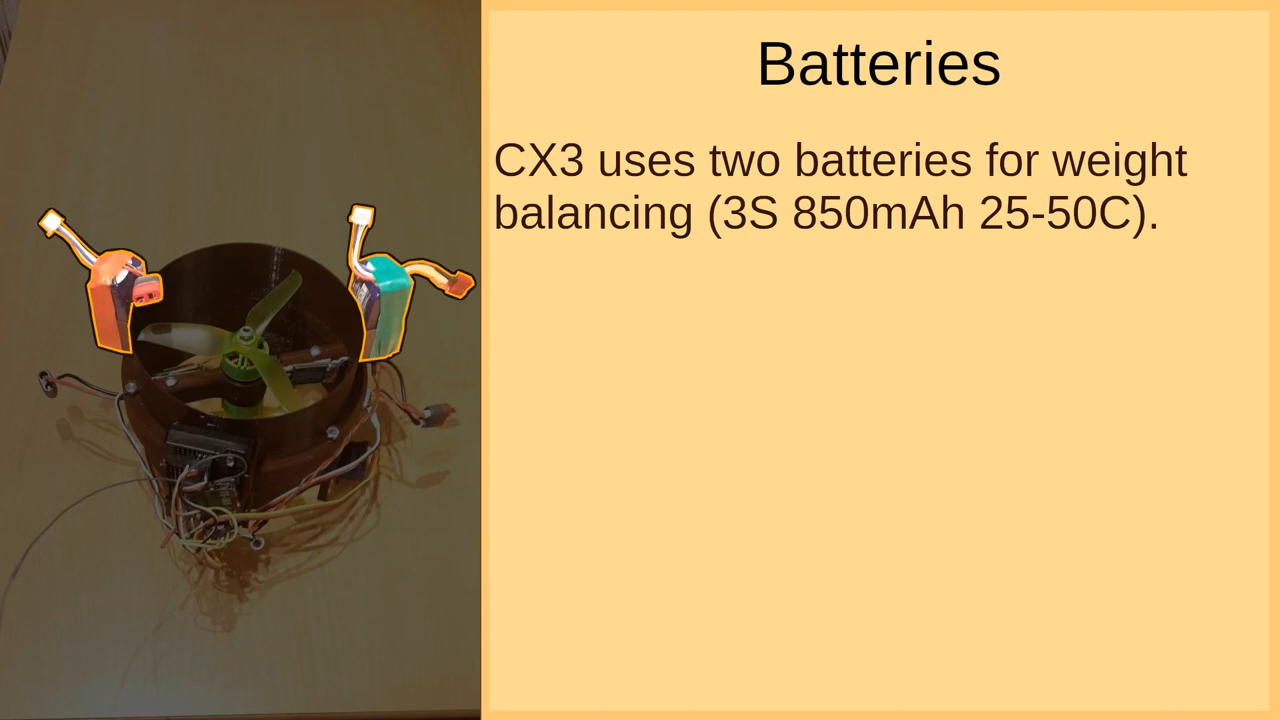 Batteries
CX3 uses two batteries for weight
balancing (3S 850mAh 25-50C).